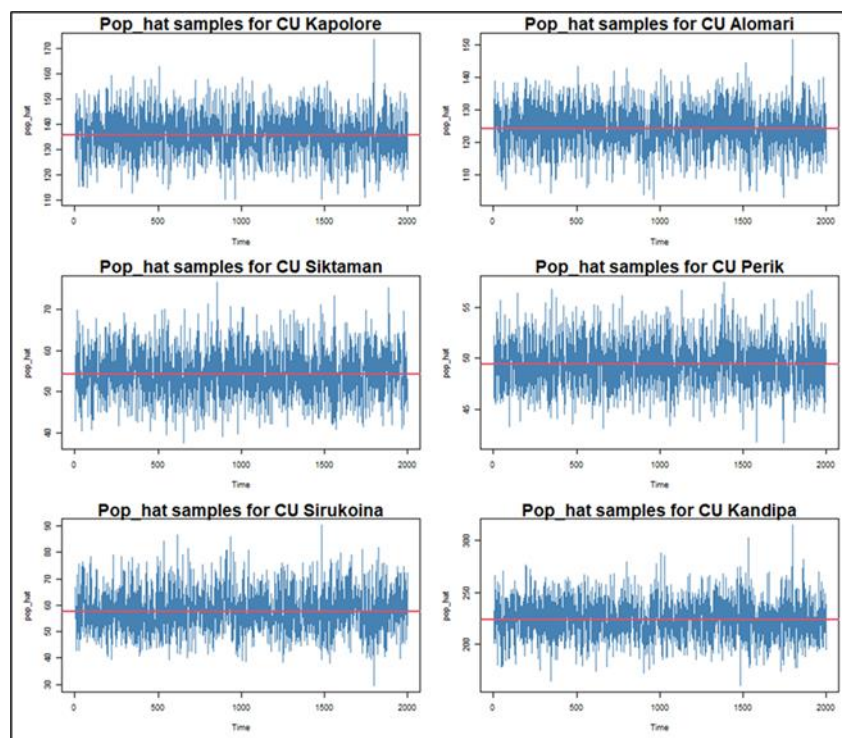 Pop_hat samples for CU Kapolore
pop_hat
170
160
150
140
130
120
110
0 500 1000 1500 2000
Time
Pop_hat samples for CU Alomari
pop_hat
150
140
130
120
110
0 500 1000 1500 2000
Time
Pop_hat samples for CU Siktaman
pop_hat
70
60
50
40
0 500 1000 1500 2000
Time
Pop_hat samples for CU Perik
pop_hat
55
50
45
0 500 1000 1500 2000
Time
Pop_hat samples for CU Sirukoina
pop_hat
90
80
70
60
50
40
30
0 500 1000 1500 2000
Time
Pop_hat samples for CU Kandipa
pop_hat
300
250
200
0 500 1000 1500 2000
Time